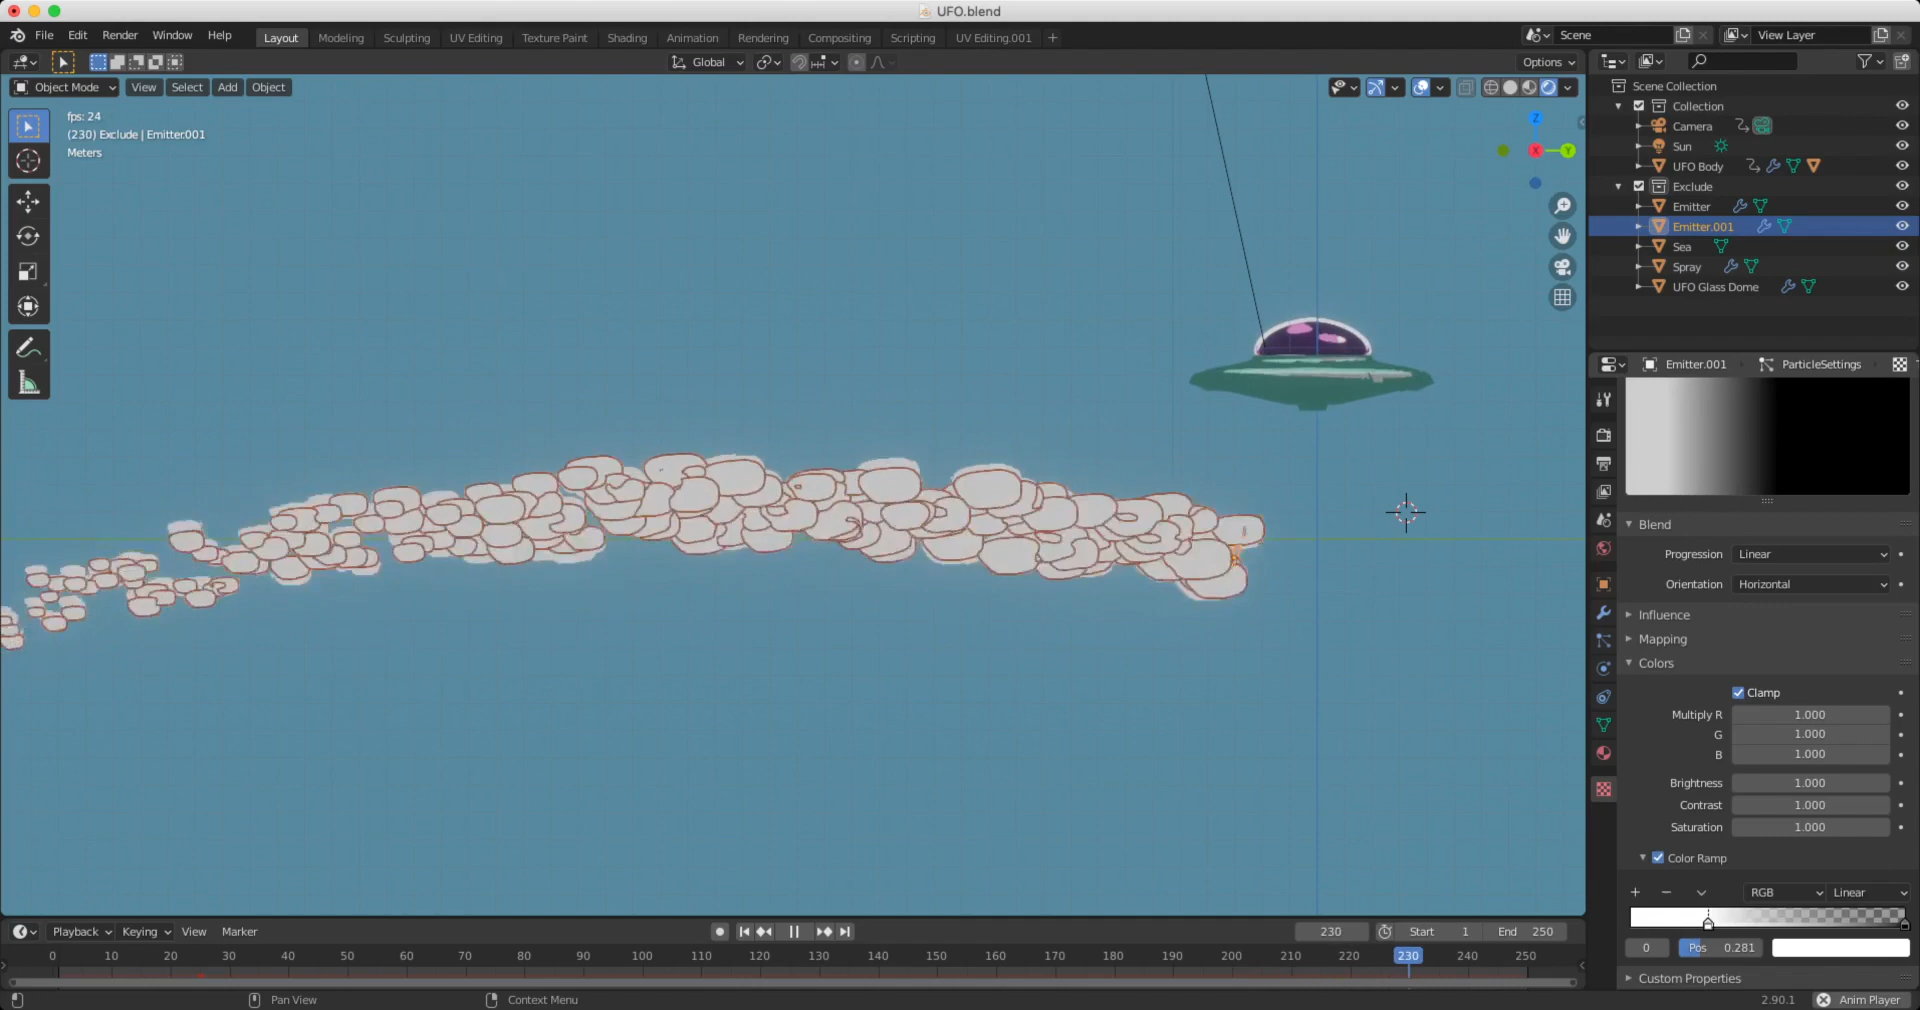 UFO.blend
File Edit Render Window Help
Layout Modeling Sculpting UV Editing Texture Paint Shading Animation Rendering Compositing Scripting UV Editing.001 +
Scene
View Layer
Global
Options
Object Mode View Select Add Object
fps: 24
(230) Exclude | Emitter.001
Meters
Z
X
Y
Scene Collection
Collection
Camera
Sun
UFO Body
Exclude
Emitter
Emitter.001
Sea
Spray
UFO Glass Dome
Emitter.001 ParticleSettings
Blend
Progression Linear
Orientation Horizontal
Influence
Mapping
Colors
Clamp
Multiply R 1.000
G 1.000
B 1.000
Brightness 1.000
Contrast 1.000
Saturation 1.000
Color Ramp
RGB Linear
0 Pos 0.281
Custom Properties
Playback Keying View Marker
230 Start 1 End 250
0 10 20 30 40 50 60 70 80 90 100 110 120 130 140 150 160 170 180 190 200 210 220 230 240 250
Pan View Context Menu
2.90.1 Anim Player